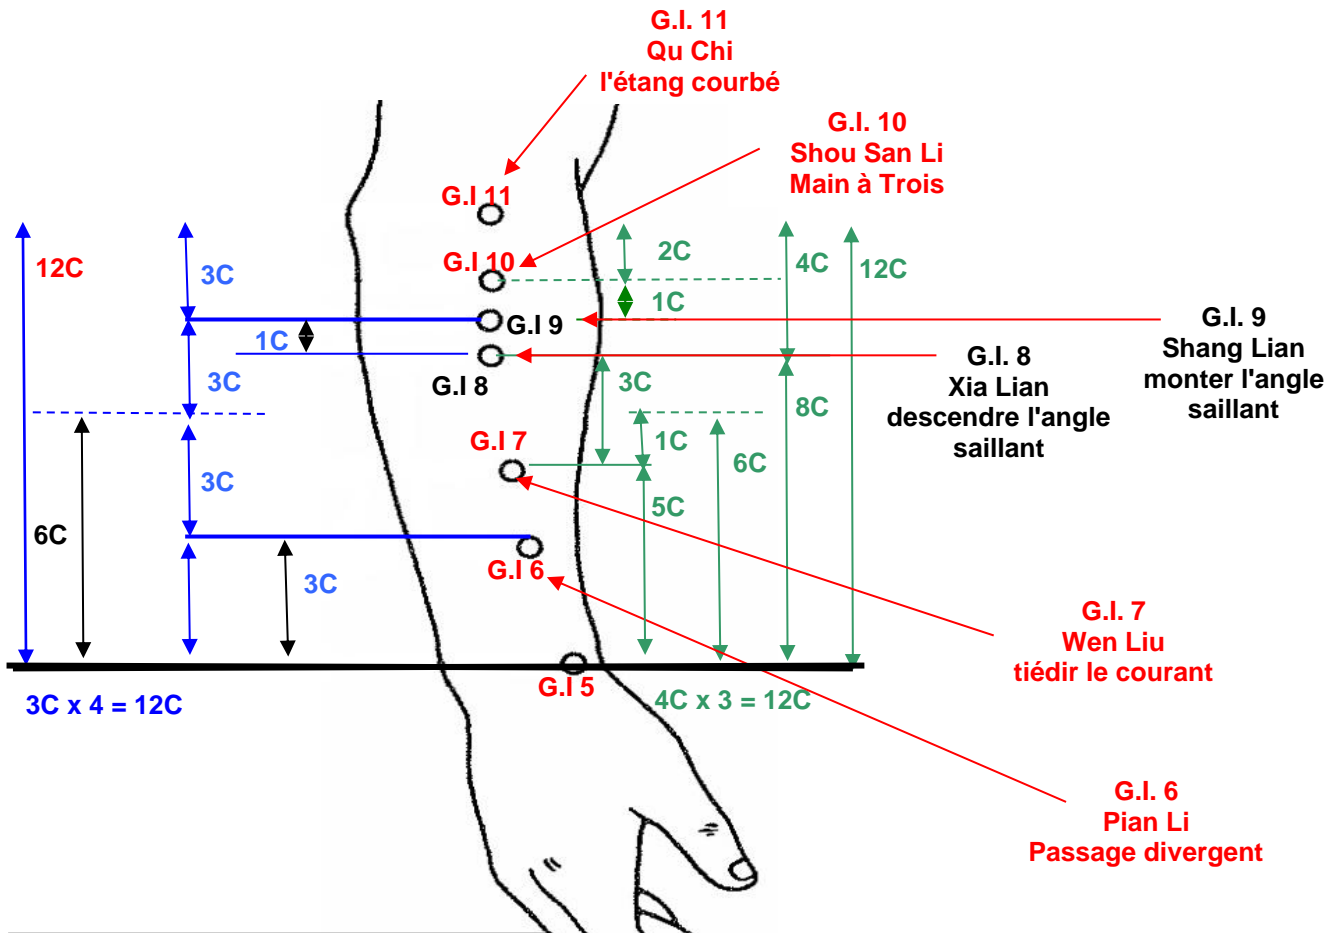 G.I. 11
Qu Chi
l'étang courbé
G.I. 10
Shou San Li
Main à Trois
G.I 11
G.I 10
12C
3C
2C
4C
12C
1C
G.I 9
1C
G.I 8
3C
3C
8C
G.I. 9
Shang Lian
monter l'angle
saillant
G.I. 8
Xia Lian
descendre l'angle
saillant
G.I 7
1C
6C
3C
5C
6C
G.I 6
3C
G.I. 7
Wen Liu
tiédir le courant
G.I 5
3C x 4 = 12C
4C x 3 = 12C
G.I. 6
Pian Li
Passage divergent